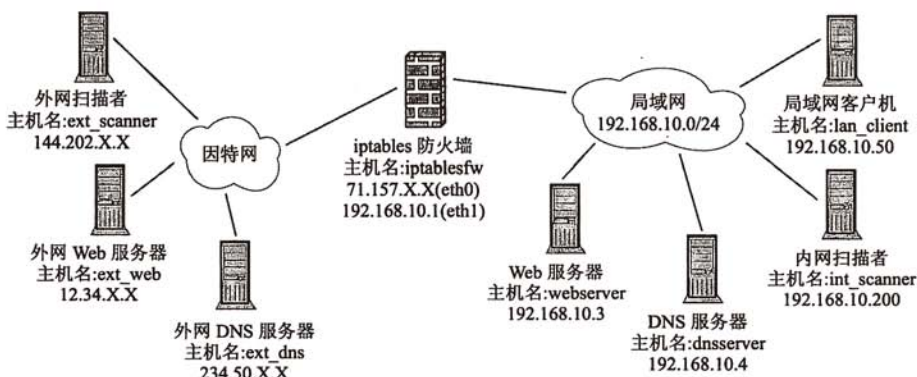 外网扫描者
主机名:ext_scanner
144.202.X.X
外网 Web 服务器
主机名:ext_web
12.34.X.X
因特网
外网 DNS 服务器
主机名:ext_dns
234.50.X.X
iptables 防火墙
主机名:iptablesfw
71.157.X.X(eth0)
192.168.10.1(eth1)
局域网
192.168.10.0/24
局域网客户机
主机名:lan_client
192.168.10.50
Web 服务器
主机名:webserver
192.168.10.3
DNS 服务器
主机名:dnsserver
192.168.10.4
内网扫描者
主机名:int_scanner
192.168.10.200